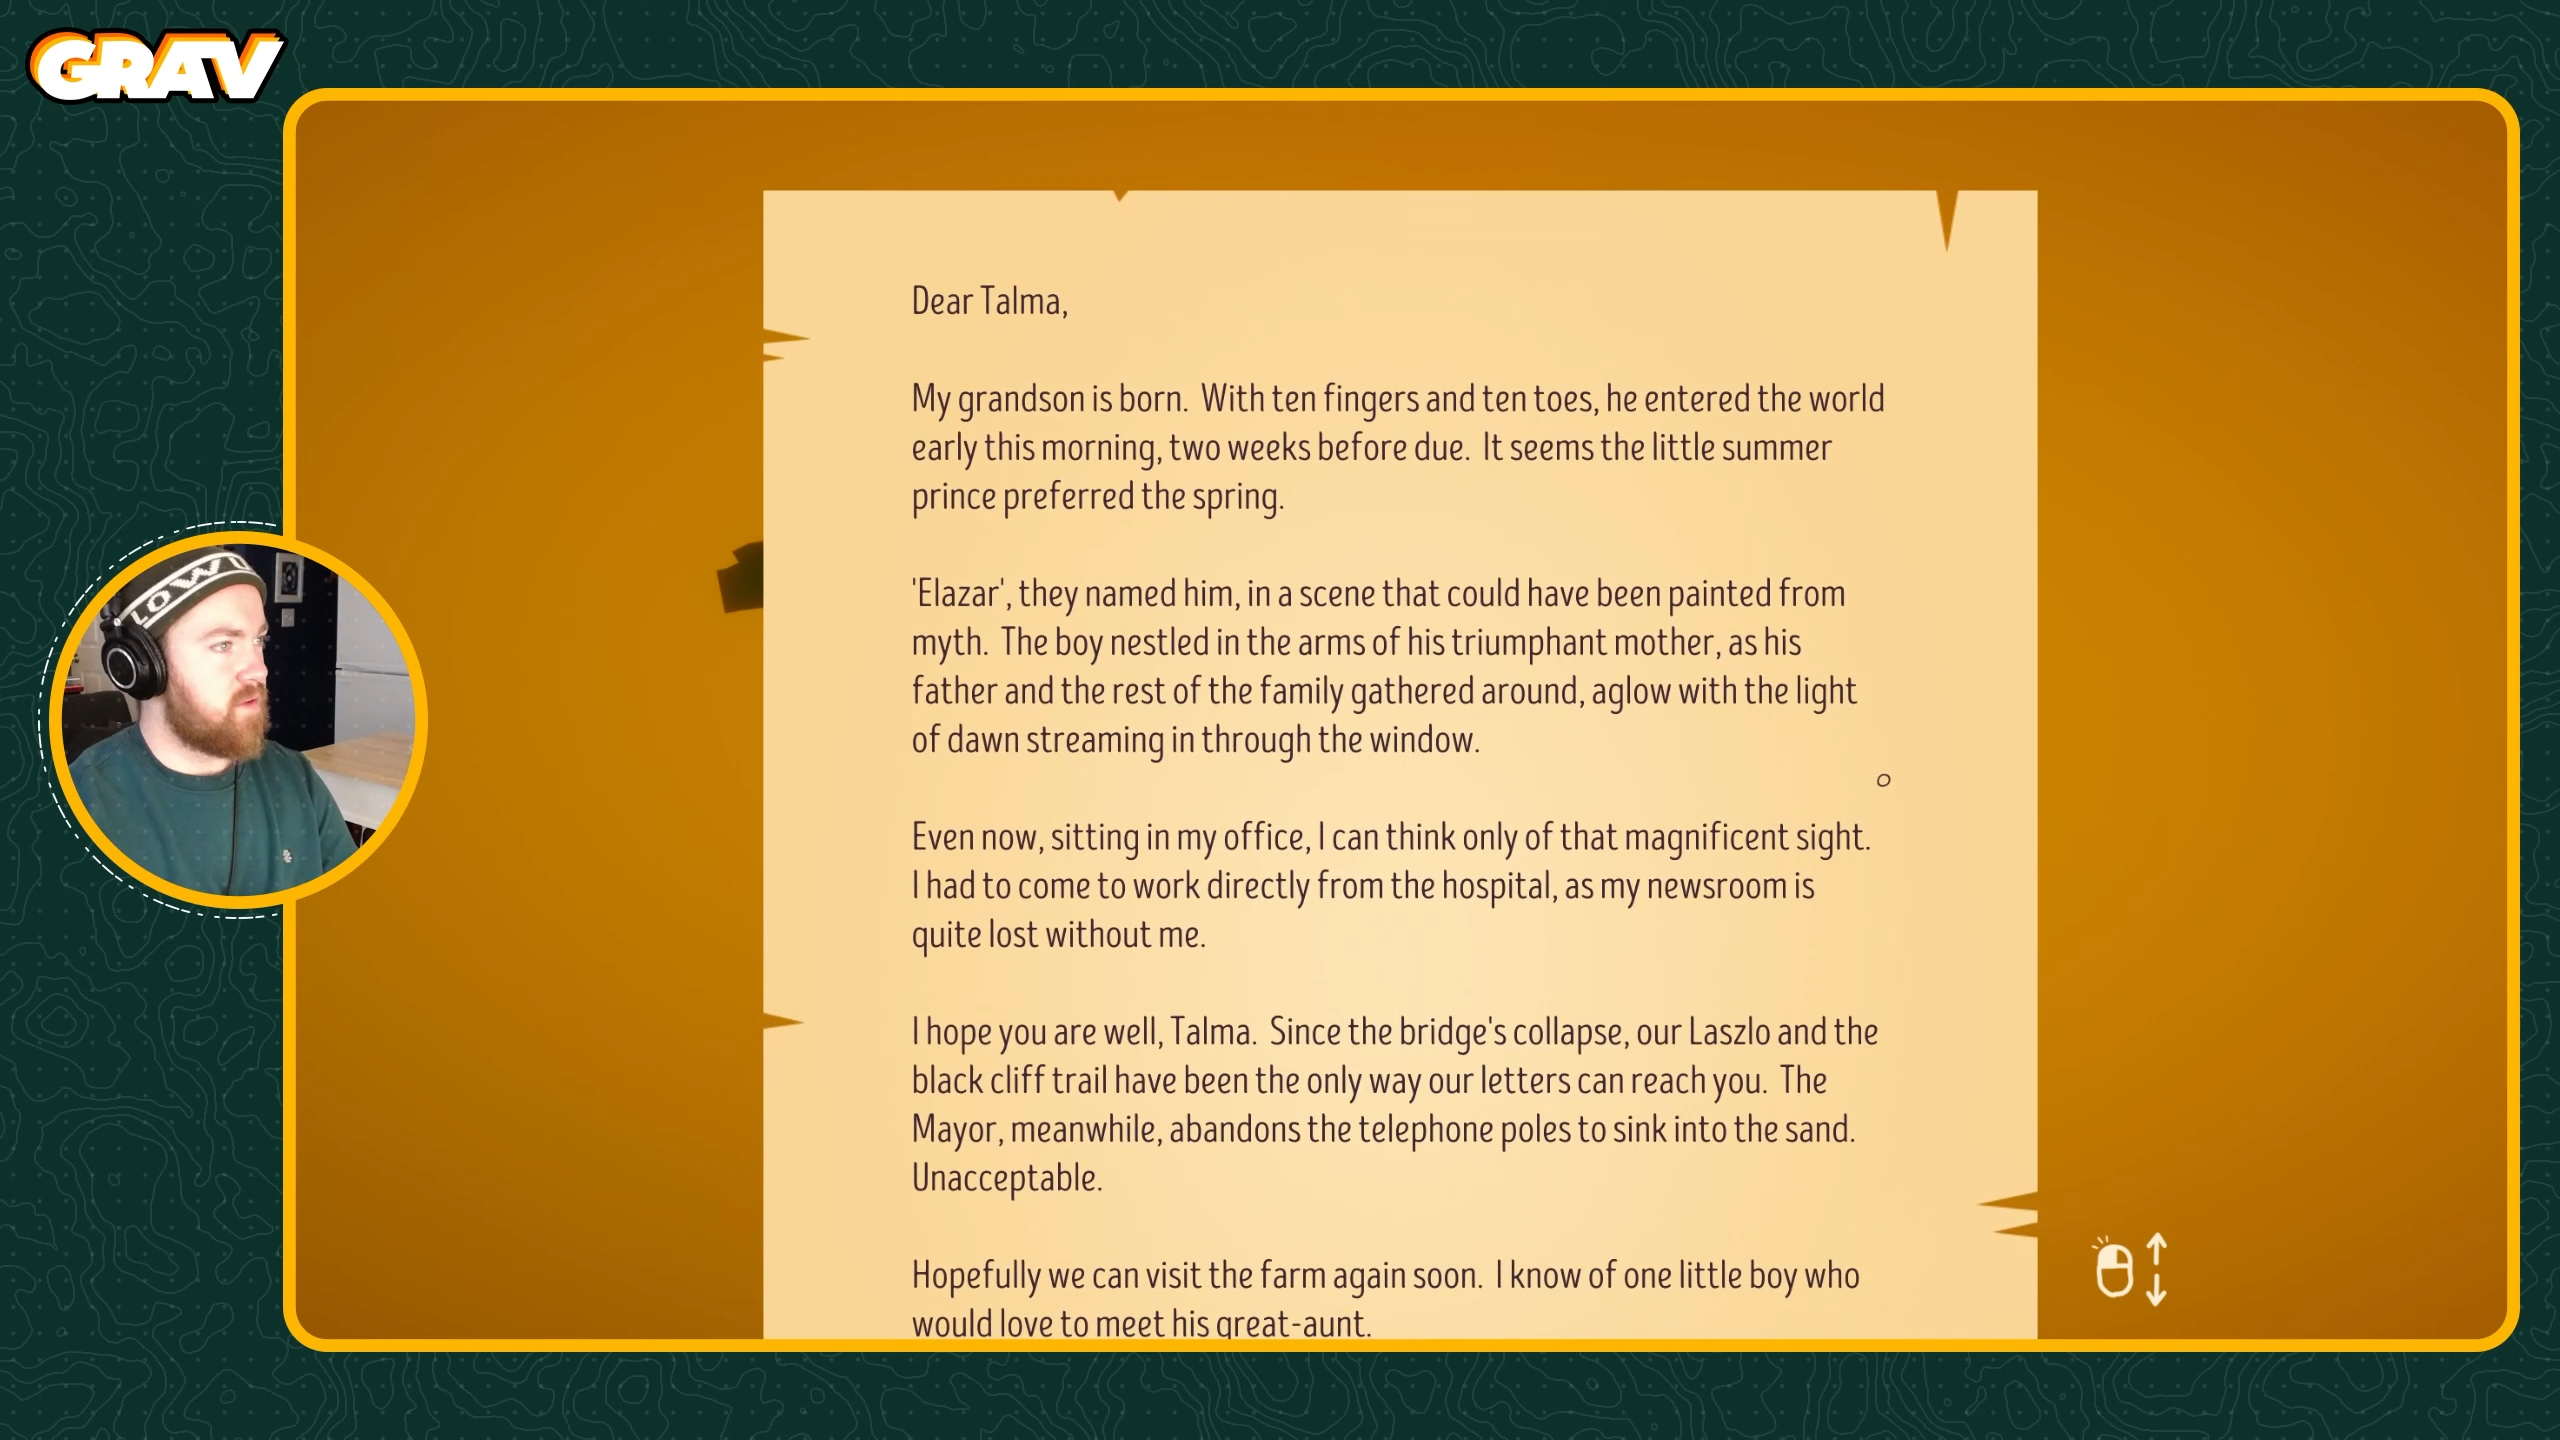 GRAV
Dear Talma,
My grandson is born.  With ten fingers and ten toes, he entered the world
early this morning, two weeks before due.  It seems the little summer
prince preferred the spring.
'Elazar', they named him, in a scene that could have been painted from
myth.  The boy nestled in the arms of his triumphant mother, as his
father and the rest of the family gathered around, aglow with the light
of dawn streaming in through the window.
Even now, sitting in my office, I can think only of that magnificent sight.
I had to come to work directly from the hospital, as my newsroom is
quite lost without me.
I hope you are well, Talma.  Since the bridge's collapse, our Laszlo and the
black cliff trail have been the only way our letters can reach you.  The
Mayor, meanwhile, abandons the telephone poles to sink into the sand.
Unacceptable.
Hopefully we can visit the farm again soon.  I know of one little boy who
would love to meet his great-aunt.